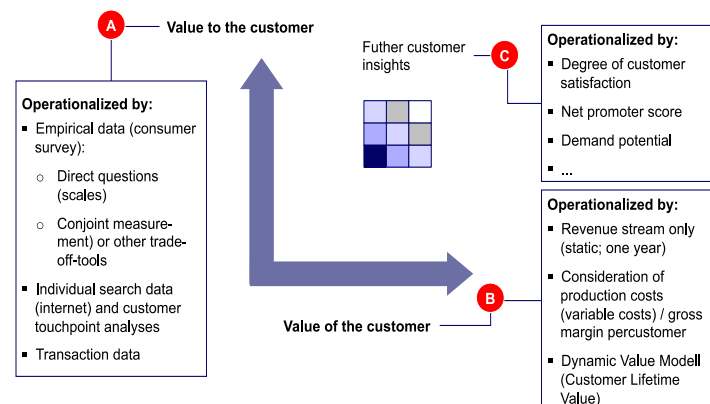 A
Value to the customer
Operationalized by:
▪ Empirical data (consumer
survey):
○ Direct questions
(scales)
○ Conjoint measure-
ment) or other trade-
off-tools
▪ Individual search data
(internet) and customer
touchpoint analyses
▪ Transaction data
Futher customer
insights
C
Operationalized by:
▪ Degree of customer
satisfaction
▪ Net promoter score
▪ Demand potential
▪ ...
B
Value of the customer
Operationalized by:
▪ Revenue stream only
(static; one year)
▪ Consideration of
production costs
(variable costs) / gross
margin percustomer
▪ Dynamic Value Modell
(Customer Lifetime
Value)